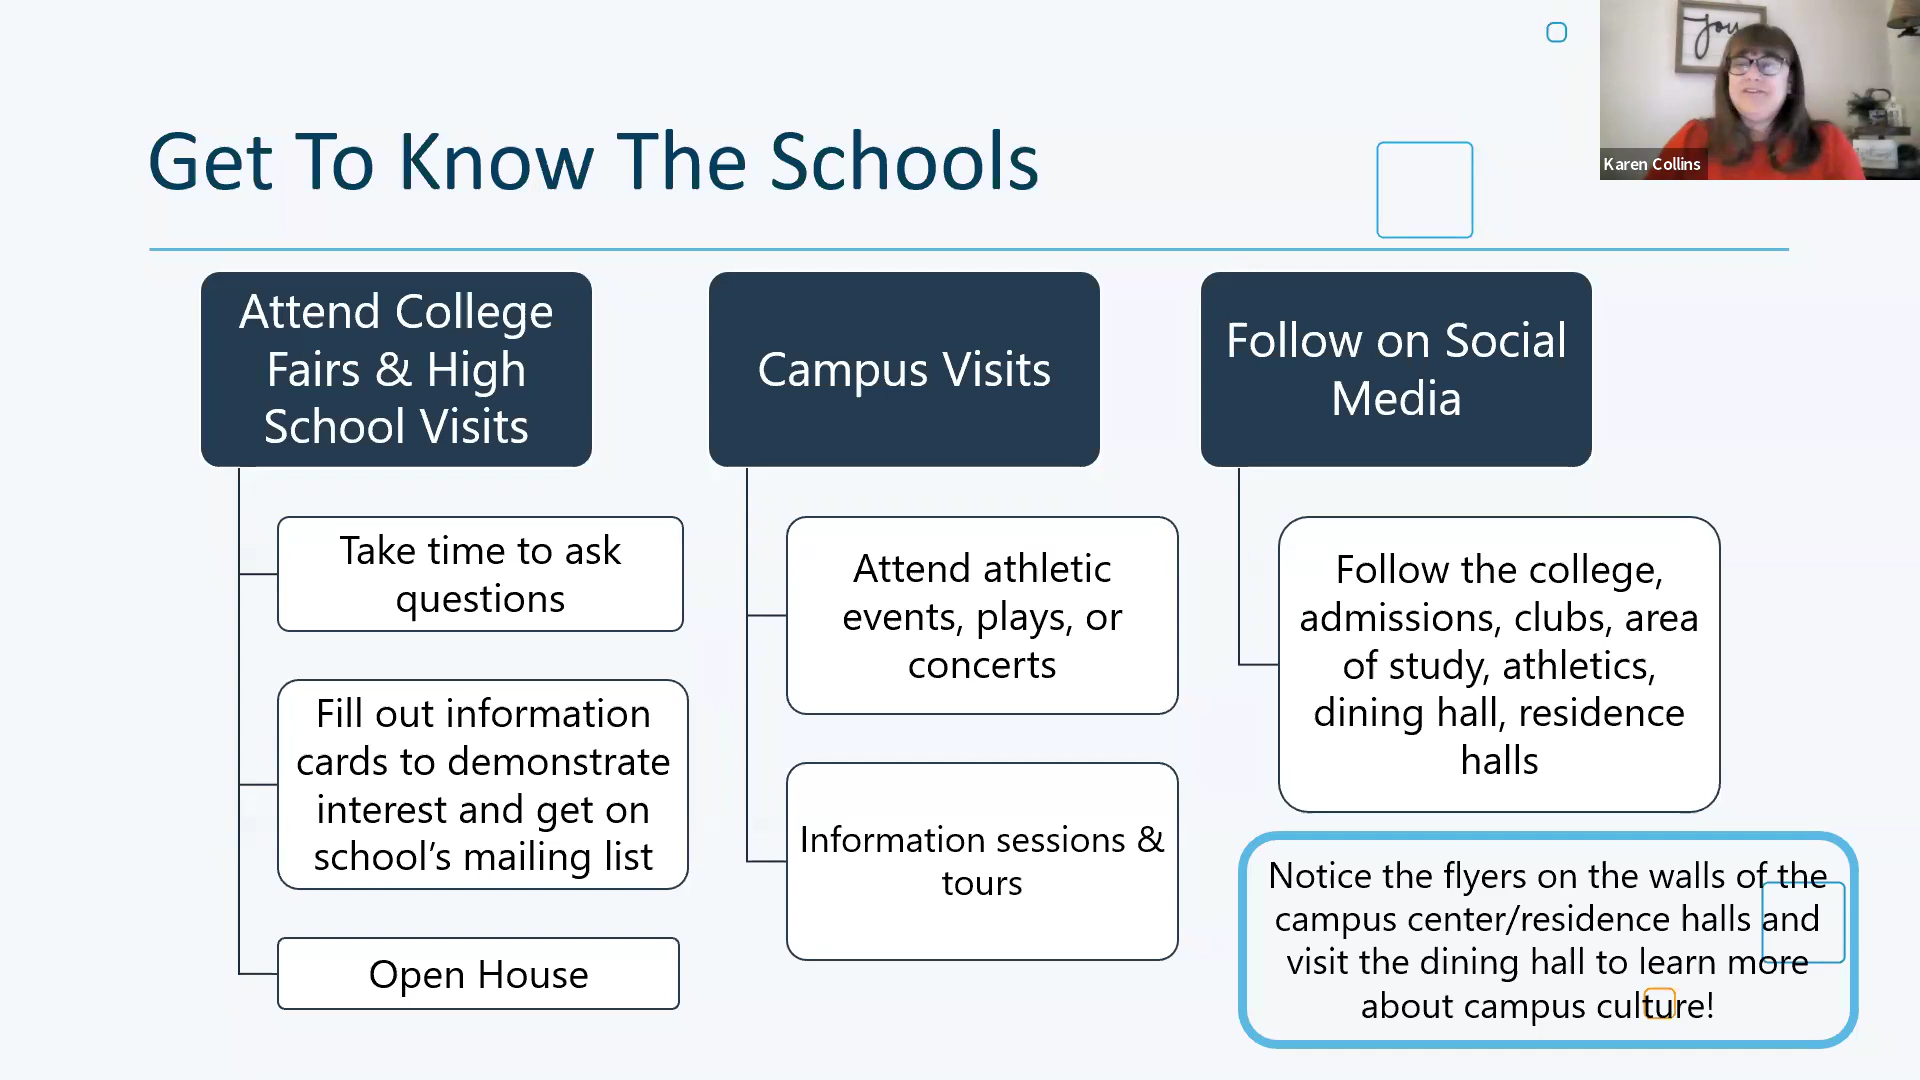 you
Karen Collins
Get To Know The Schools
Attend College
Fairs & High
School Visits
Take time to ask
questions
Fill out information
cards to demonstrate
interest and get on
school’s mailing list
Open House
Campus Visits
Attend athletic
events, plays, or
concerts
Information sessions &
tours
Follow on Social
Media
Follow the college,
admissions, clubs, area
of study, athletics,
dining hall, residence
halls
Notice the flyers on the walls of the
campus center/residence halls and
visit the dining hall to learn more
about campus culture!